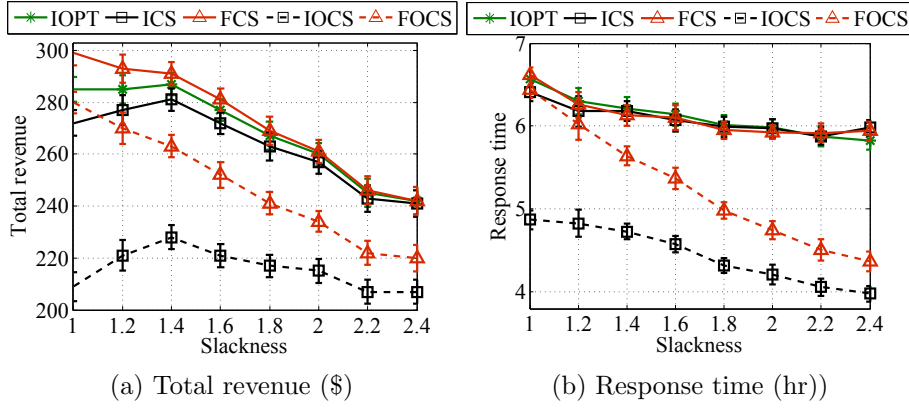 IOPT ICS FCS IOCS FOCS
300
280
260
240
220
200
Total revenue
1 1.2 1.4 1.6 1.8 2 2.2 2.4
Slackness
(a) Total revenue ($)
IOPT ICS FCS IOCS FOCS
7
6
5
4
Response time
1 1.2 1.4 1.6 1.8 2 2.2 2.4
Slackness
(b) Response time (hr))